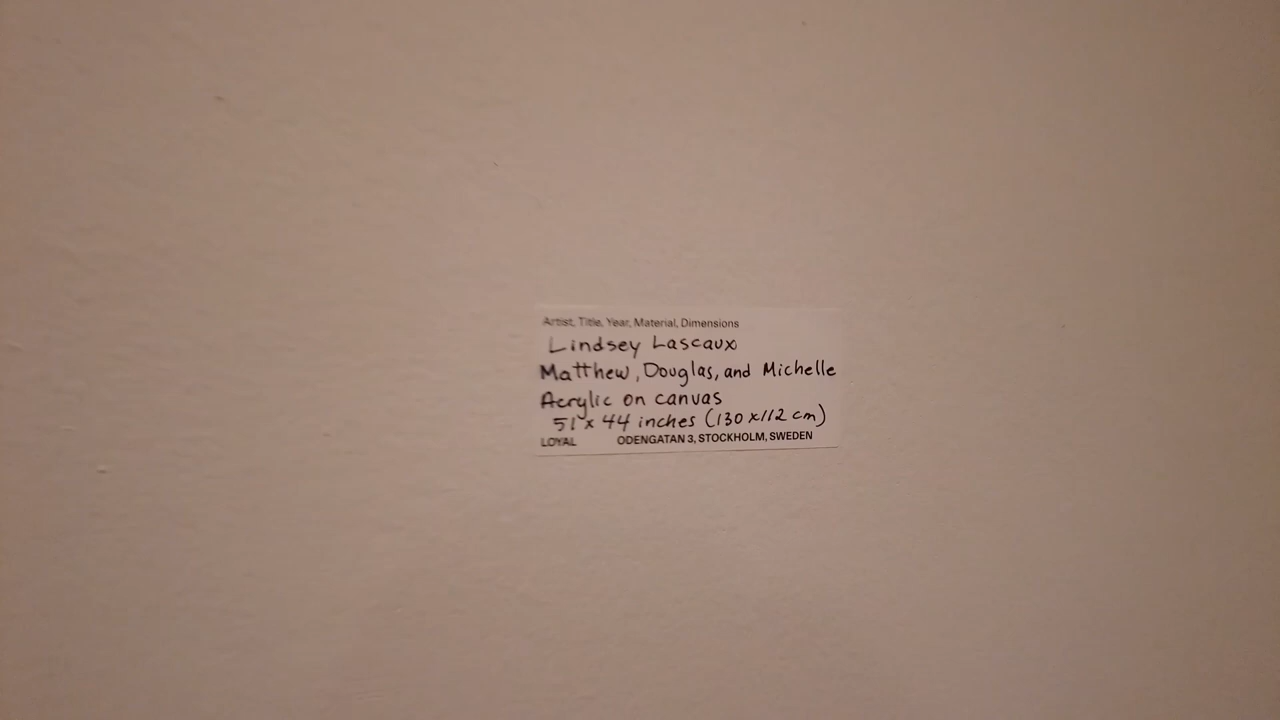 Artist, Title, Year, Material, Dimensions
Lindsey Lascaux
Matthew, Douglas, and Michelle
Acrylic on canvas
51 x 44 inches (130 x 112 cm)
LOYAL ODENGATAN 3, STOCKHOLM, SWEDEN